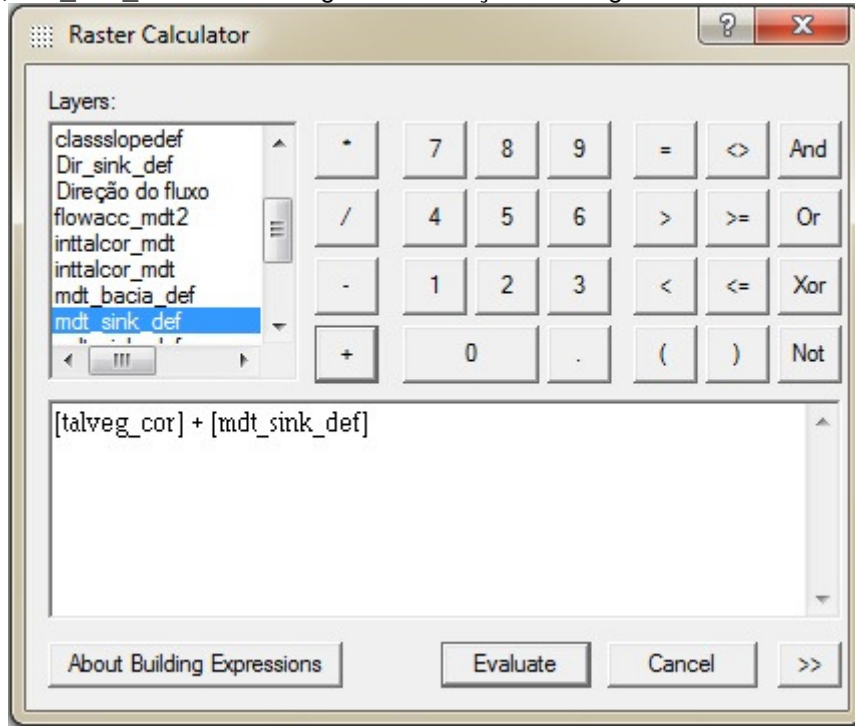 Raster Calculator
Layers:
classslopedef
Dir_sink_def
Direção do fluxo
flowacc_mdt2
inttalcor_mdt
inttalcor_mdt
mdt_bacia_def
mdt_sink_def
* 7 8 9 = <> And
/ 4 5 6 > >= Or
- 1 2 3 < <= Xor
+ 0 . ( ) Not
[talveg_cor] + [mdt_sink_def]
About Building Expressions Evaluate Cancel >>